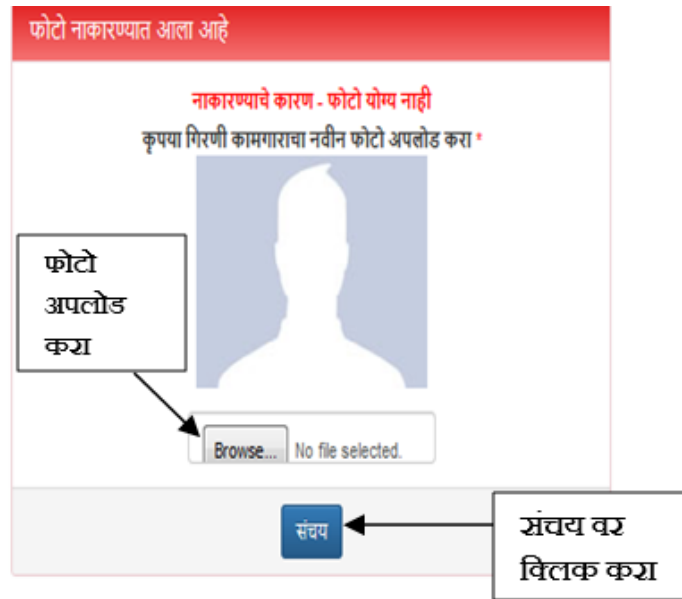 फोटो नाकारण्यात आला आहे
नाकारण्याचे कारण - फोटो योग्य नाही
कृपया गिरणी कामगाराचा नवीन फोटो अपलोड करा *
फोटो
अपलोड
करा
Browse... No file selected.
संचय
संचय वर
क्लिक करा